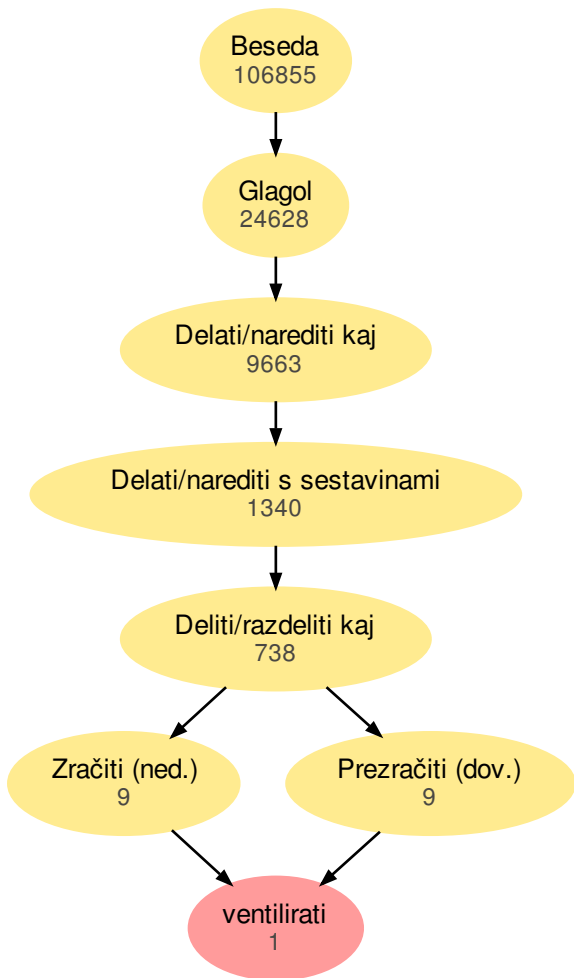 Beseda
106855
Glagol
24628
Delati/narediti kaj
9663
Delati/narediti s sestavinami
1340
Deliti/razdeliti kaj
738
Zračiti (ned.)
9
Prezračiti (dov.)
9
ventilirati
1